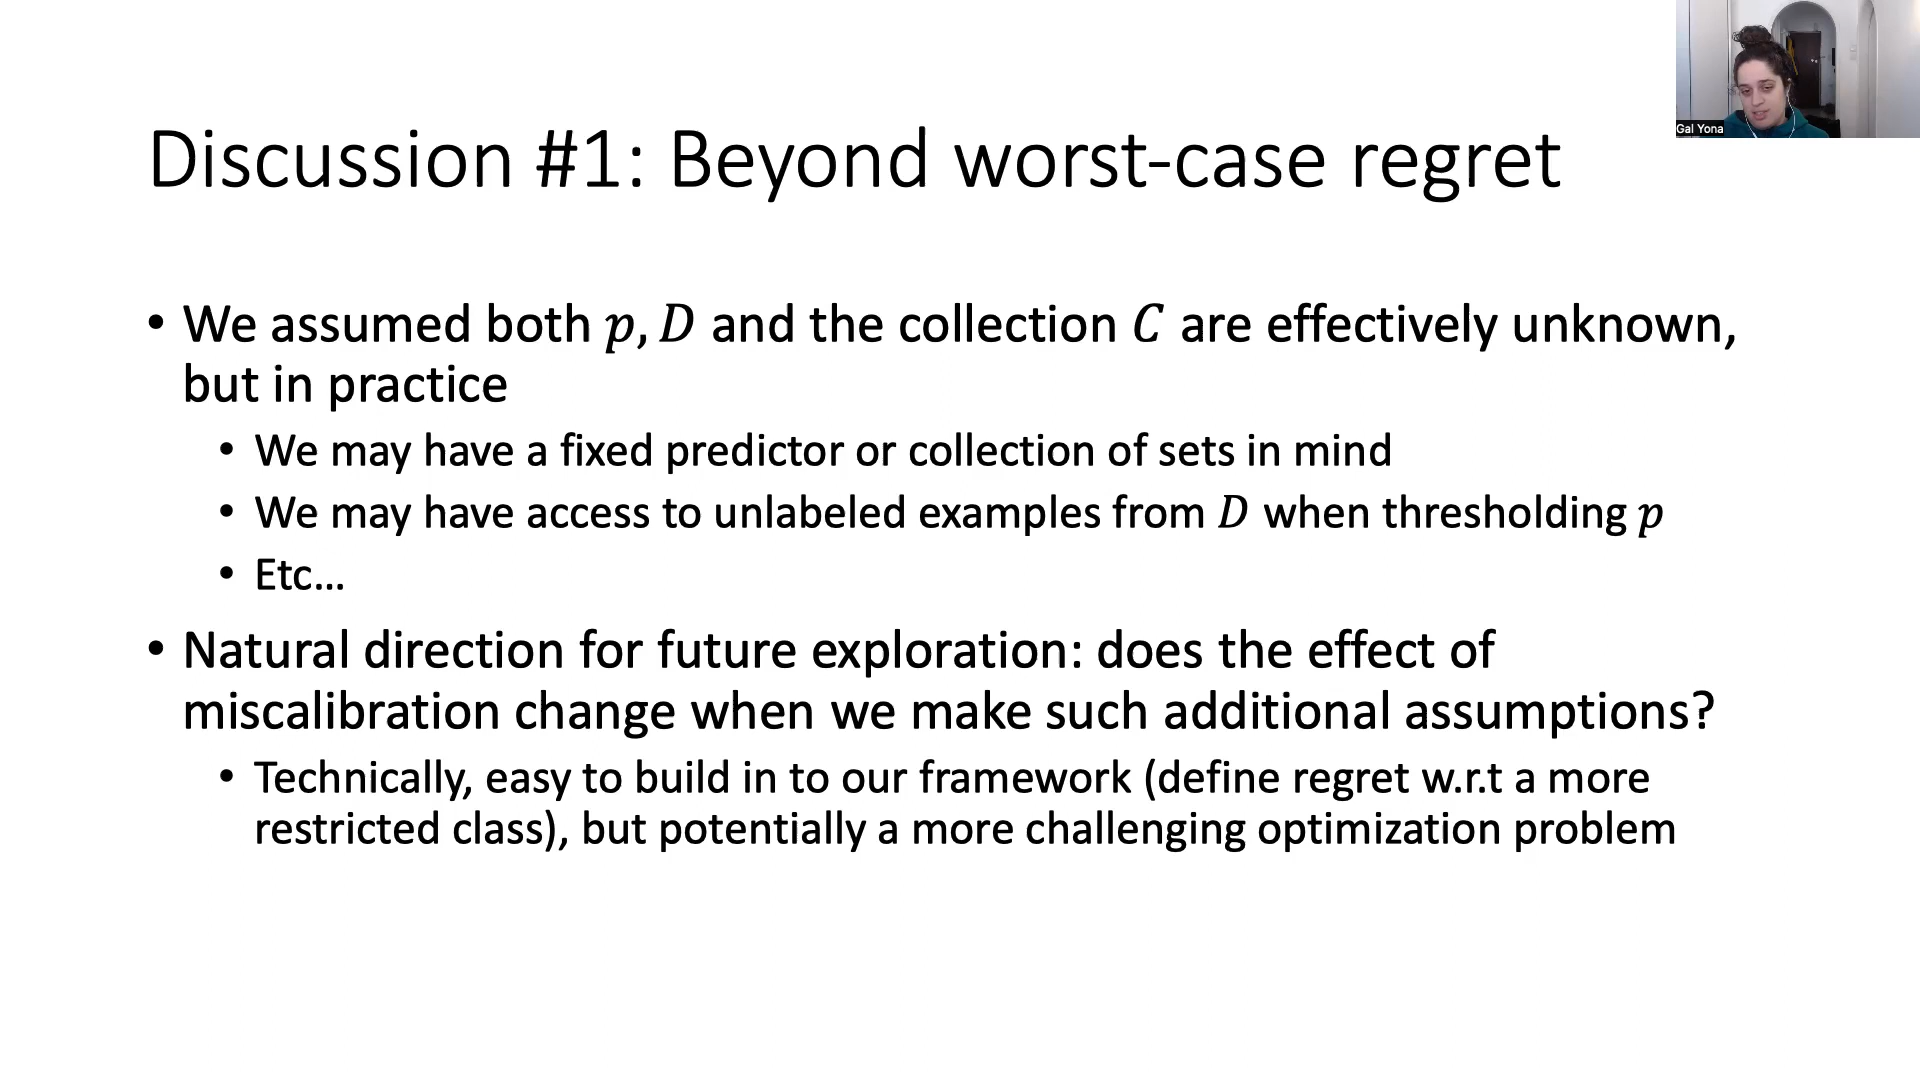 Gal Yona
Discussion #1: Beyond worst-case regret
• We assumed both p, D and the collection C are effectively unknown,
but in practice
• We may have a fixed predictor or collection of sets in mind
• We may have access to unlabeled examples from D when thresholding p
• Etc...
• Natural direction for future exploration: does the effect of
miscalibration change when we make such additional assumptions?
• Technically, easy to build in to our framework (define regret w.r.t a more
restricted class), but potentially a more challenging optimization problem